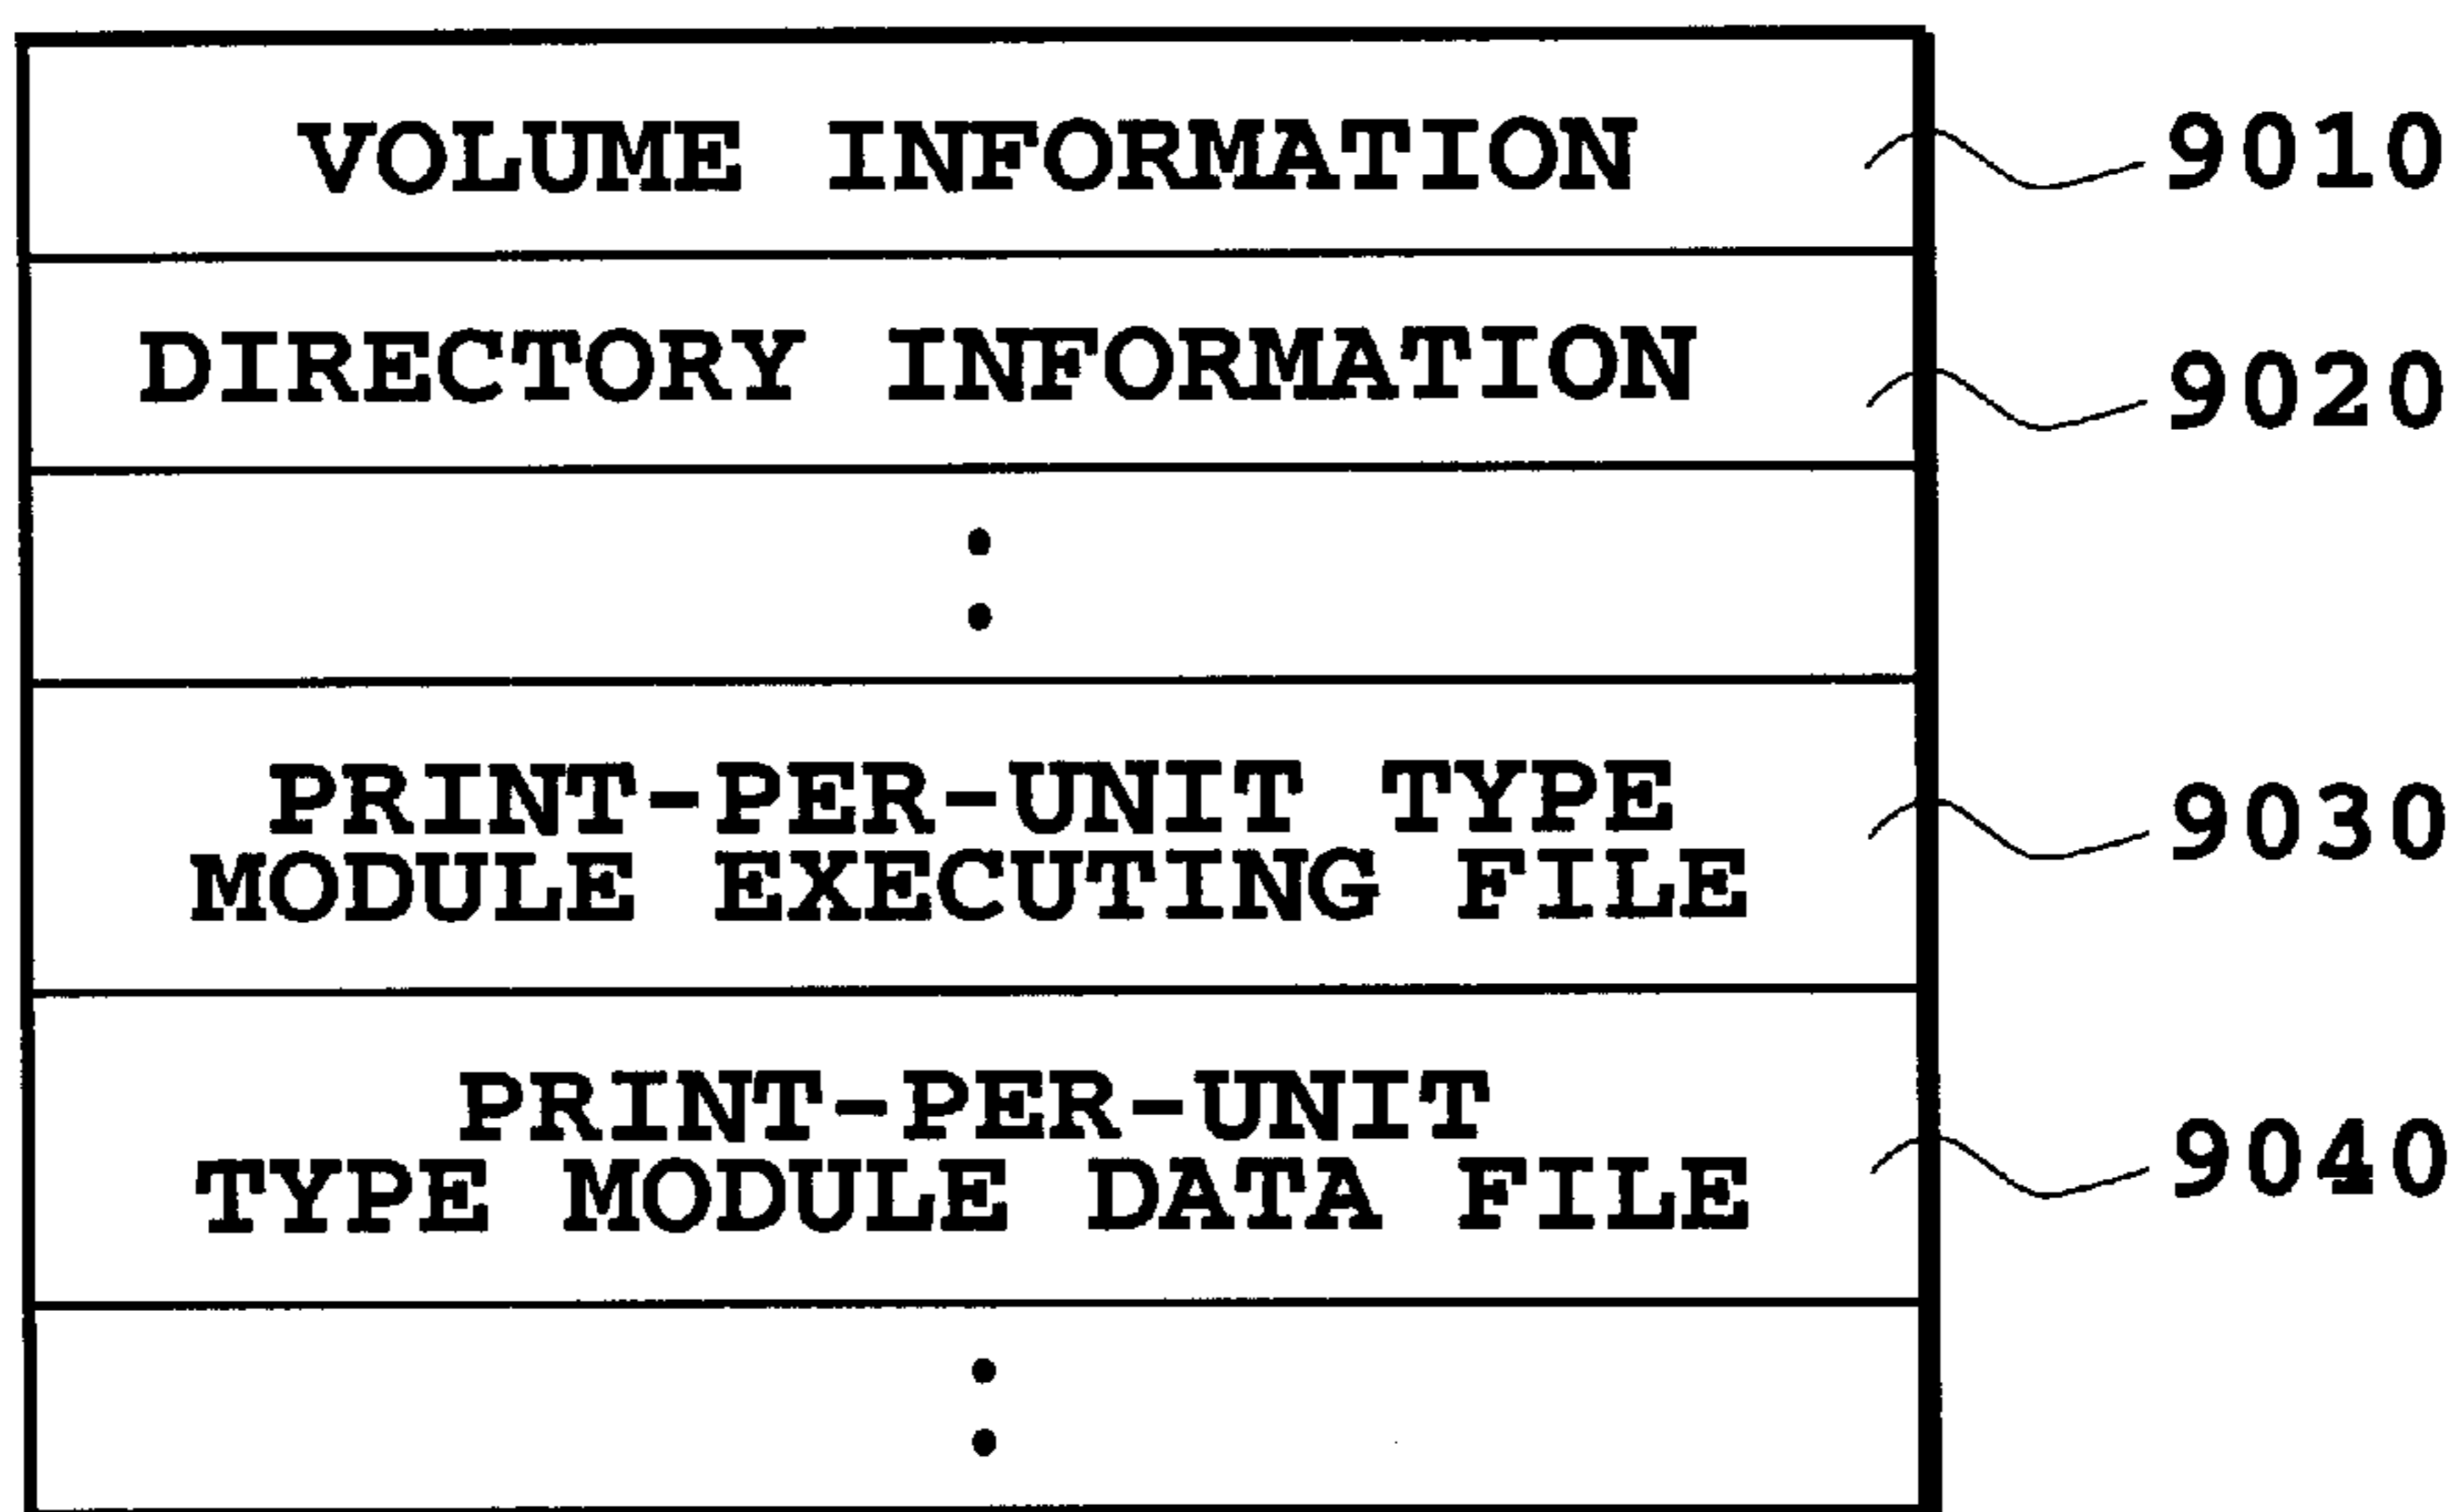 VOLUME INFORMATION 9010
DIRECTORY INFORMATION 9020
PRINT-PER-UNIT TYPE
MODULE EXECUTING FILE 9030
PRINT-PER-UNIT
TYPE MODULE DATA FILE 9040